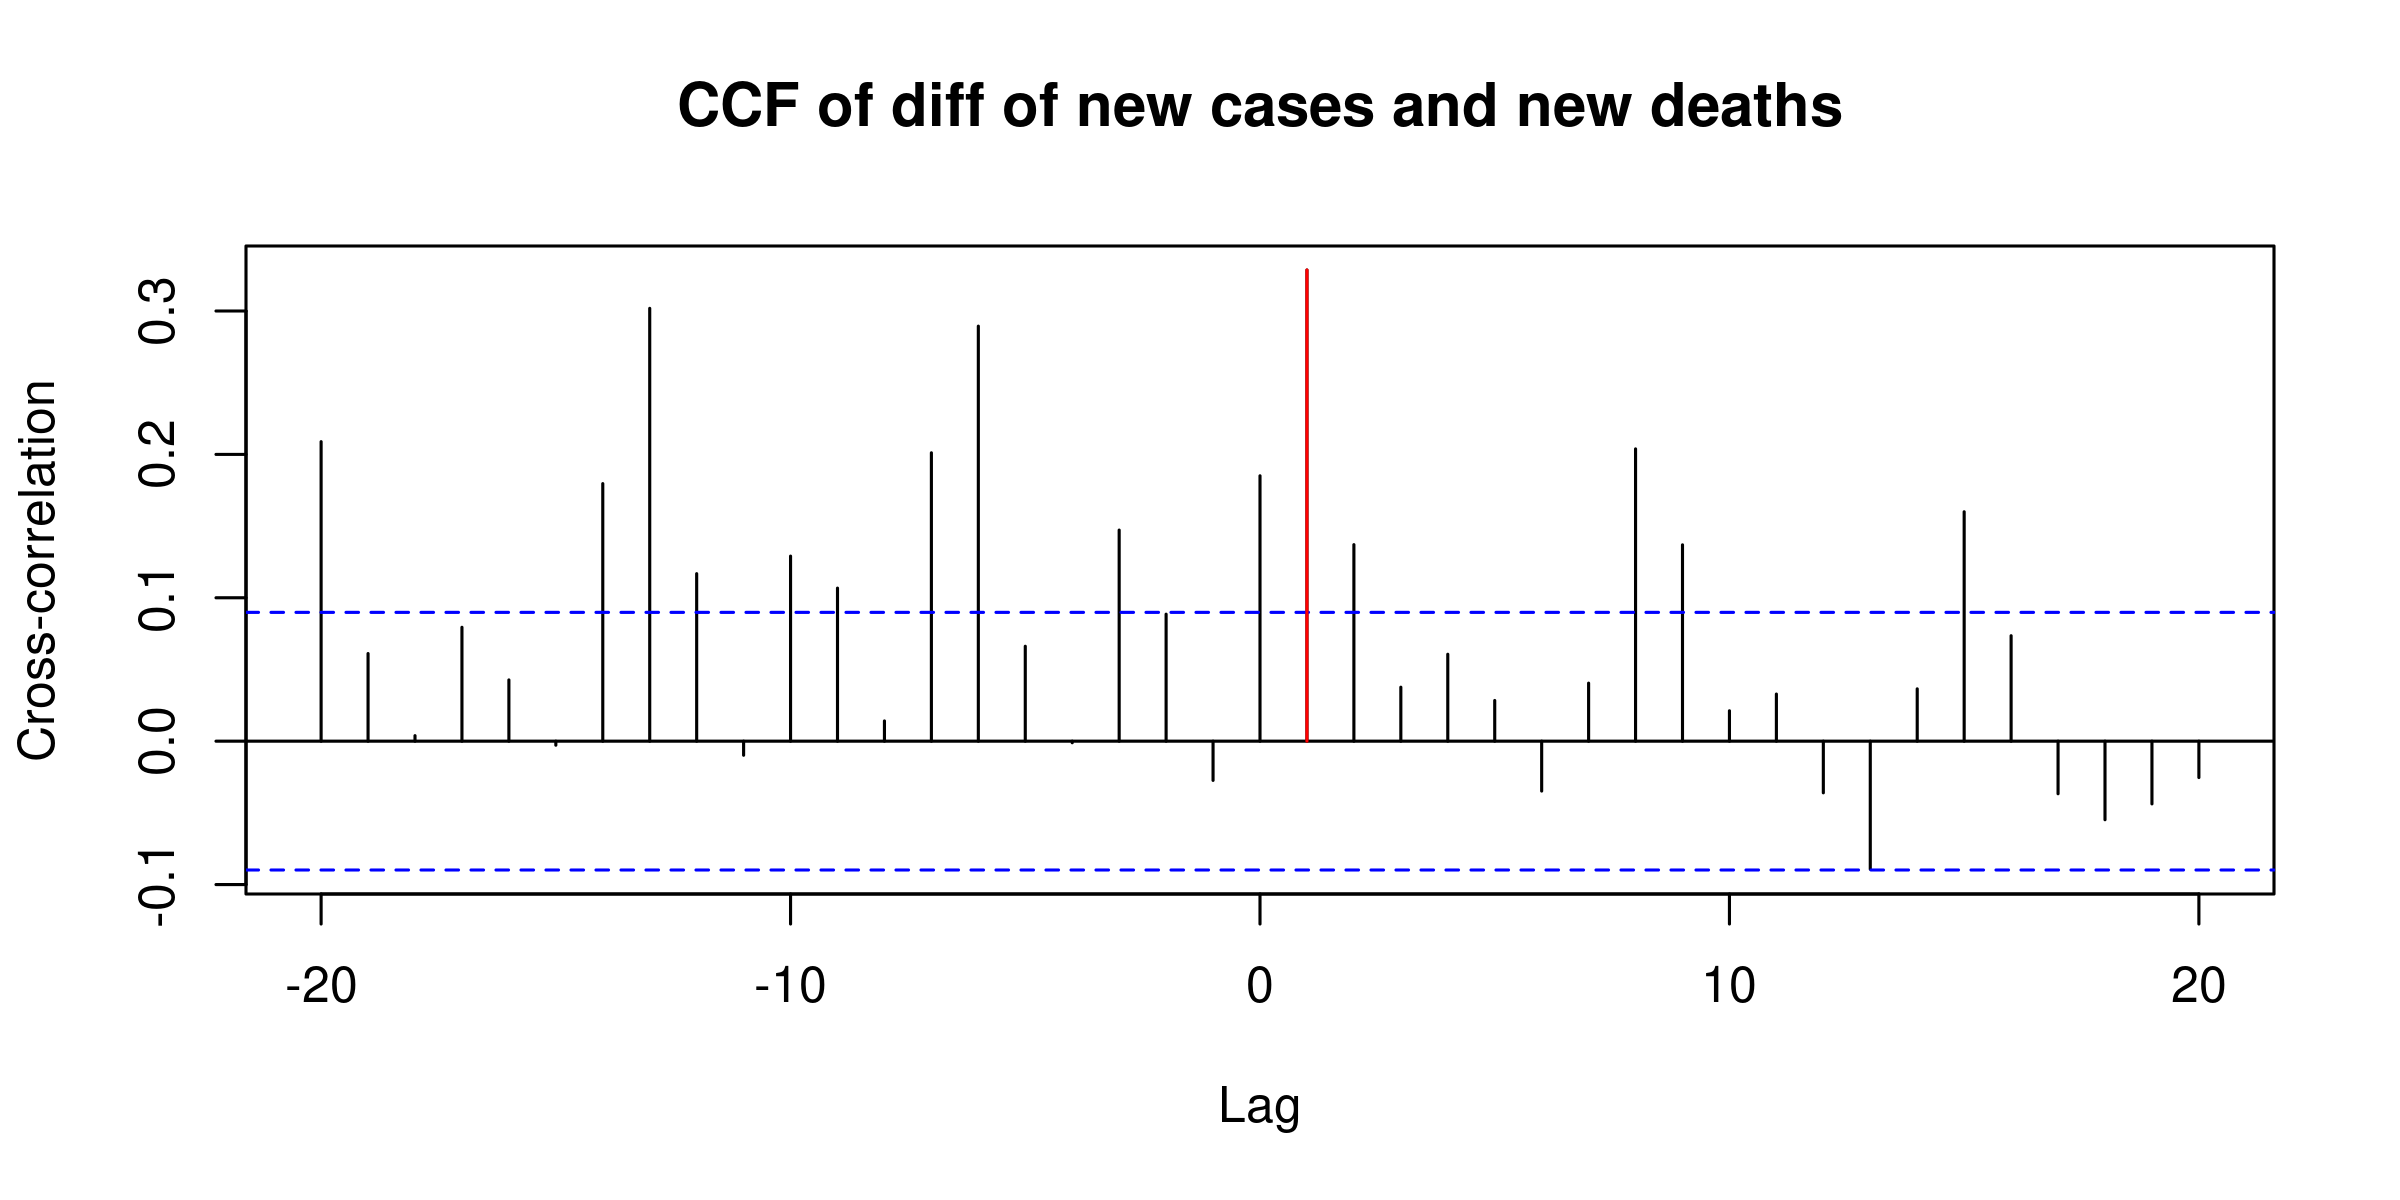 CCF of diff of new cases and new deaths
Cross-correlation
0.3
0.2
0.1
0.0
-0.1
-20 -10 0 10 20
Lag